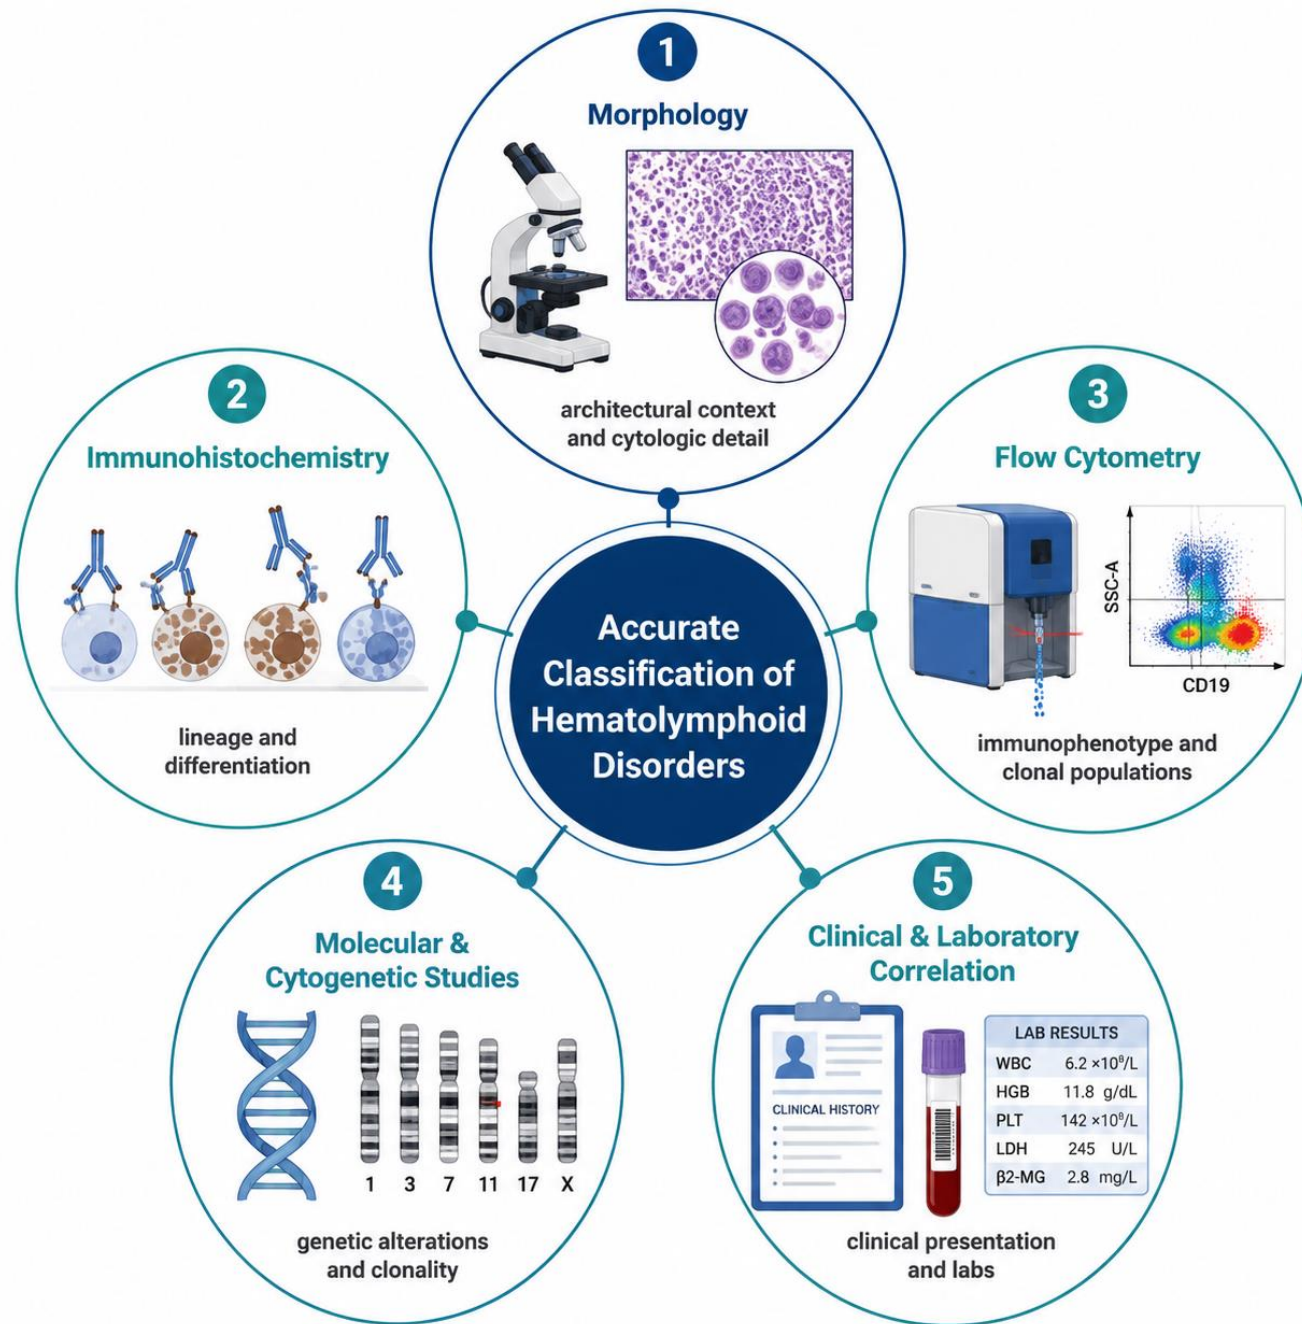 1
Morphology
architectural context
and cytologic detail
2
Immunohistochemistry
lineage and
differentiation
3
Flow Cytometry
SSC-A
CD19
immunophenotype and
clonal populations
Accurate
Classification of
Hematolymphoid
Disorders
4
Molecular &
Cytogenetic Studies
1 3 7 11 17 X
genetic alterations
and clonality
5
Clinical & Laboratory
Correlation
CLINICAL HISTORY
LAB RESULTS
WBC 6.2 ×10⁸/L
HGB 11.8 g/dL
PLT 142 ×10⁸/L
LDH 245 U/L
β2-MG 2.8 mg/L
clinical presentation
and labs